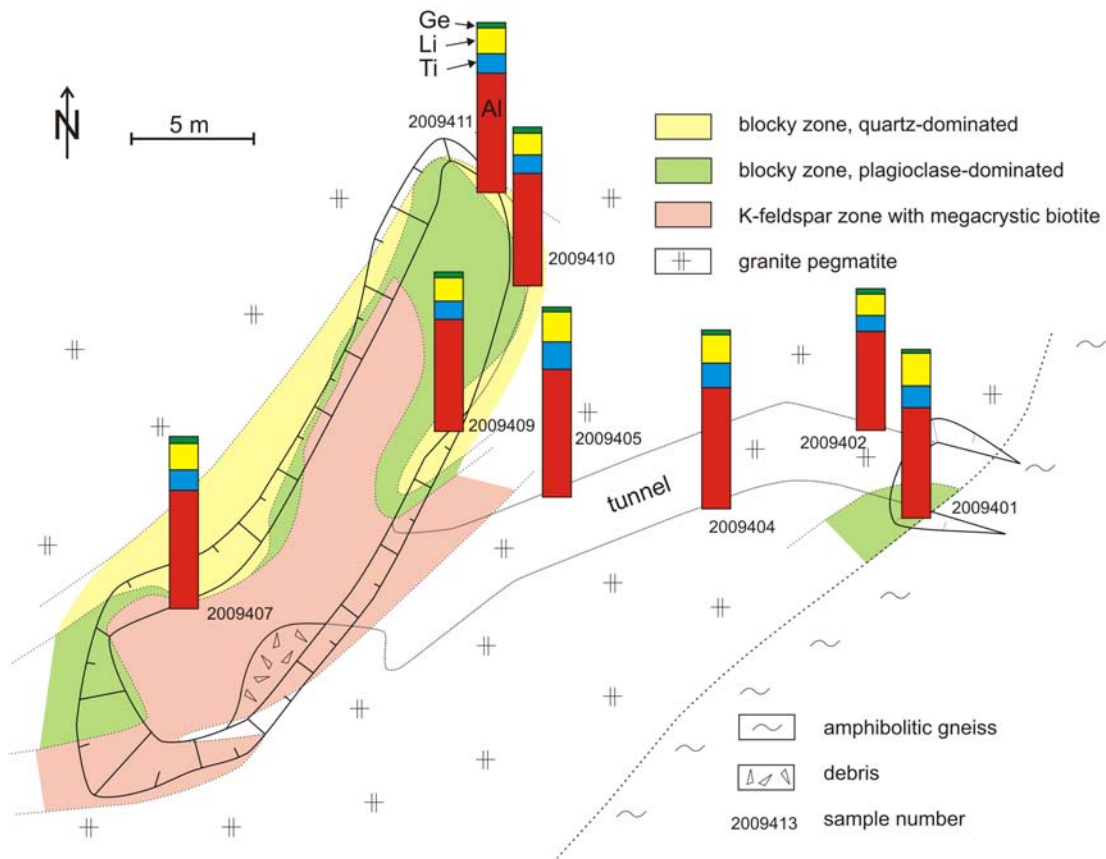 Ge
Li
Ti
Al
N
5 m
2009411
2009410
2009409
2009405
2009407
2009404
2009402
2009401
tunnel
blocky zone, quartz-dominated
blocky zone, plagioclase-dominated
K-feldspar zone with megacrystic biotite
granite pegmatite
amphibolitic gneiss
debris
2009413 sample number